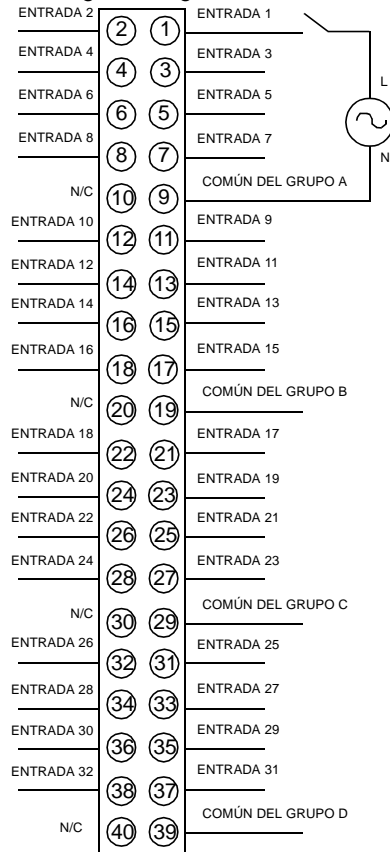 ENTRADA 2 2 1 ENTRADA 1
ENTRADA 4 4 3 ENTRADA 3
L
ENTRADA 6 6 5 ENTRADA 5
ENTRADA 8 8 7 ENTRADA 7
N
N/C 10 9 COMÚN DEL GRUPO A
ENTRADA 10 12 11 ENTRADA 9
ENTRADA 12 14 13 ENTRADA 11
ENTRADA 14 16 15 ENTRADA 13
ENTRADA 16 18 17 ENTRADA 15
N/C 20 19 COMÚN DEL GRUPO B
ENTRADA 18 22 21 ENTRADA 17
ENTRADA 20 24 23 ENTRADA 19
ENTRADA 22 26 25 ENTRADA 21
ENTRADA 24 28 27 ENTRADA 23
N/C 30 29 COMÚN DEL GRUPO C
ENTRADA 26 32 31 ENTRADA 25
ENTRADA 28 34 33 ENTRADA 27
ENTRADA 30 36 35 ENTRADA 29
ENTRADA 32 38 37 ENTRADA 31
N/C 40 39 COMÚN DEL GRUPO D